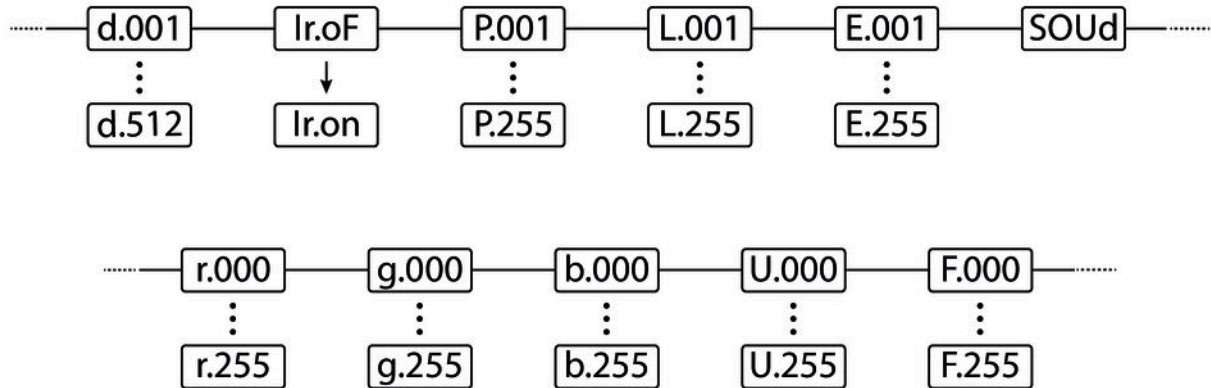 d.001 Ir.oF P.001 L.001 E.001 SOUd
d.512 Ir.on P.255 L.255 E.255
r.000 g.000 b.000 U.000 F.000
r.255 g.255 b.255 U.255 F.255